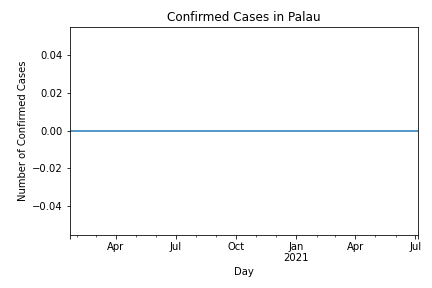 Confirmed Cases in Palau
0.04
0.02
0.00
−0.02
−0.04
Number of Confirmed Cases
Apr
Jul
Oct
Jan
2021
Apr
Jul
Day